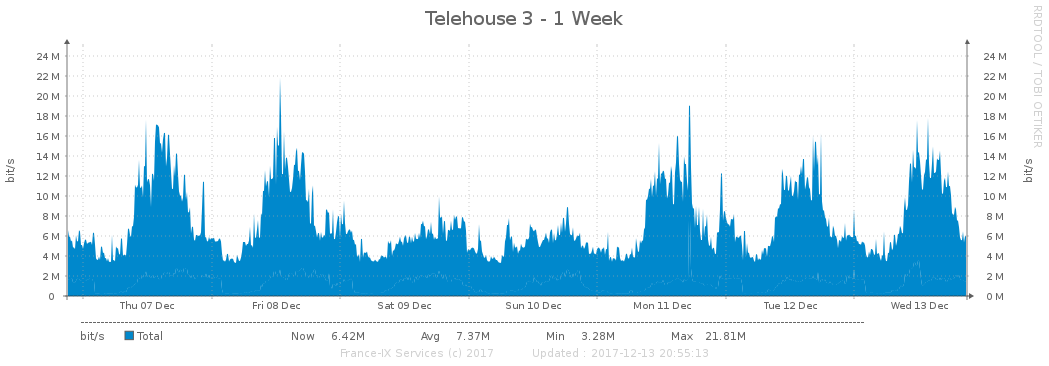 Telehouse 3 - 1 Week
RRDTOOL / TOBI OETIKER
bit/s
24 M 24 M
22 M 22 M
20 M 20 M
18 M 18 M
16 M 16 M
14 M 14 M
12 M 12 M
10 M 10 M
8 M 8 M
6 M 6 M
4 M 4 M
2 M 2 M
0 0 M
bit/s
Thu 07 Dec Fri 08 Dec Sat 09 Dec Sun 10 Dec Mon 11 Dec Tue 12 Dec Wed 13 Dec
bit/s Total Now 6.42M Avg 7.37M Min 3.28M Max 21.81M
France-IX Services (c) 2017 Updated : 2017-12-13 20:55:13